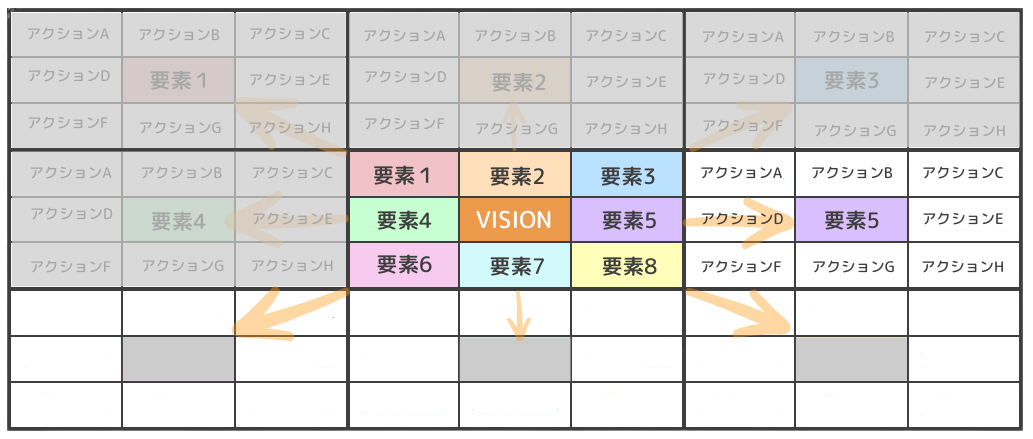 アクションA アクションB アクションC アクションA アクションB アクションC アクションA アクションB アクションC
アクションD 要素１ アクションE アクションD 要素2 アクションE アクションD 要素3 アクションE
アクションF アクションG アクションH アクションF アクションG アクションH アクションF アクションG アクションH
アクションA アクションB アクションC 要素１ 要素2 要素3 アクションA アクションB アクションC
アクションD 要素4 アクションE 要素4 VISION 要素5 アクションD 要素5 アクションE
アクションF アクションG アクションH 要素6 要素7 要素8 アクションF アクションG アクションH